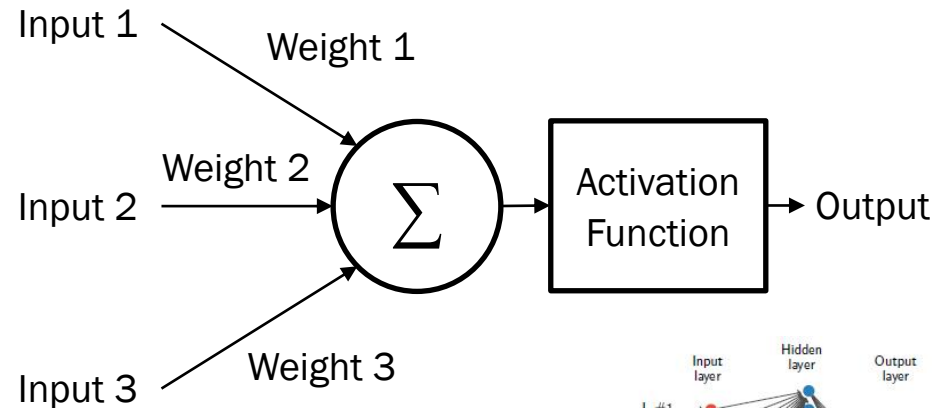 Input 1
Weight 1
Weight 2
Input 2
Σ
Activation
Function
Output
Weight 3
Input 3
Input
layer
Hidden
layer
Output
layer